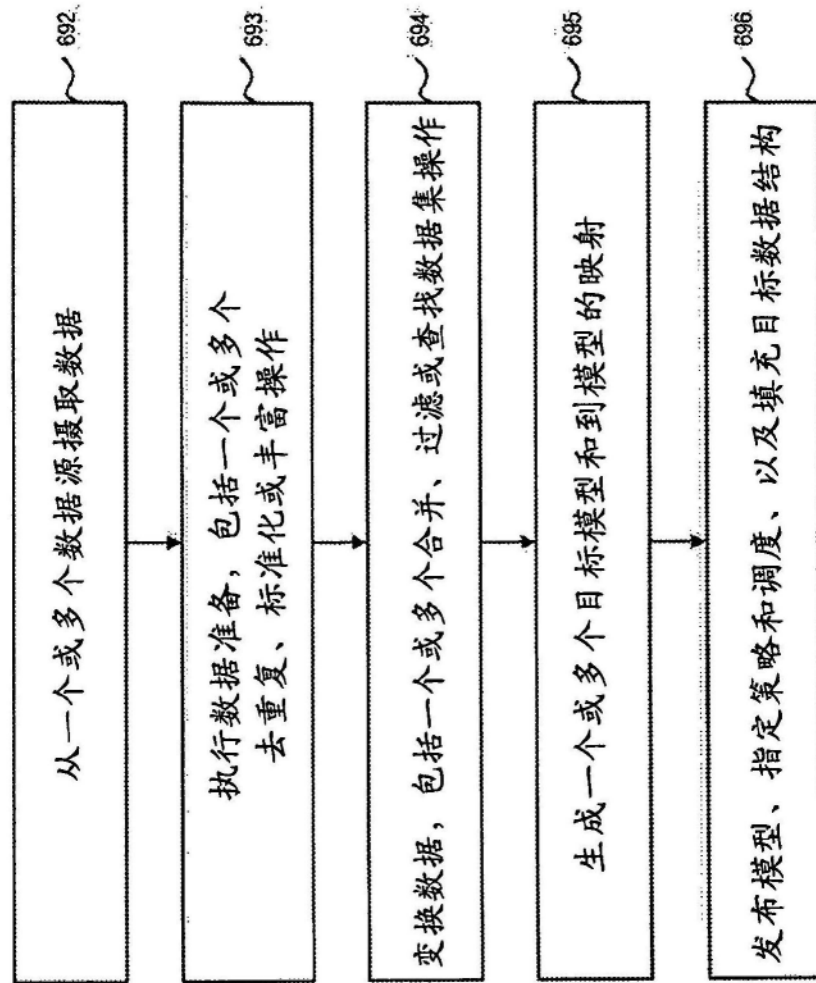 692
从一个或多个数据源摄取数据
693
执行数据准备，包括一个或多个
去重复、标准化或丰富操作
694
变换数据，包括一个或多个合并、过滤或查找数据集操作
695
生成一个或多个目标模型和到模型的映射
696
发布模型、指定策略和调度、以及填充目标数据结构